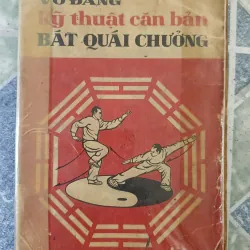 VÕ ĐANG
Kỹ thuật căn bản
BÁT QUÁI CHƯỞNG